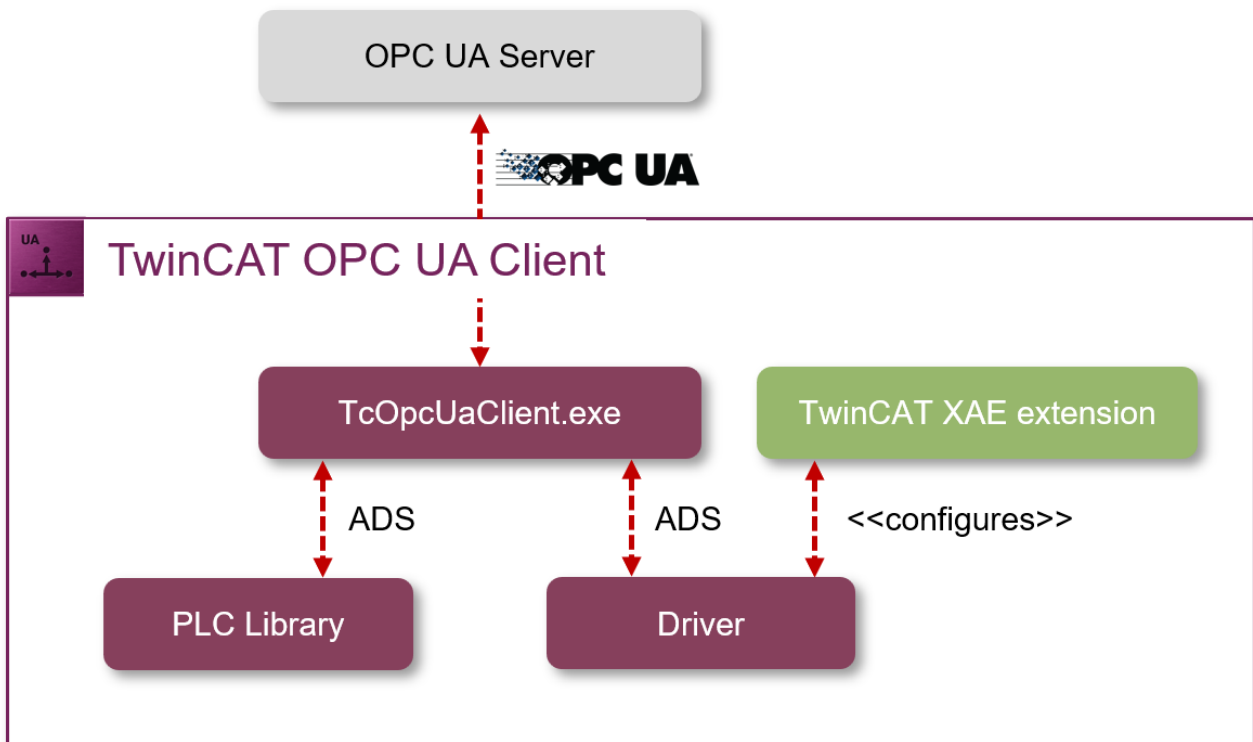 OPC UA Server
OPC UA
UA
TwinCAT OPC UA Client
TcOpcUaClient.exe
TwinCAT XAE extension
ADS
ADS
<<configures>>
PLC Library
Driver